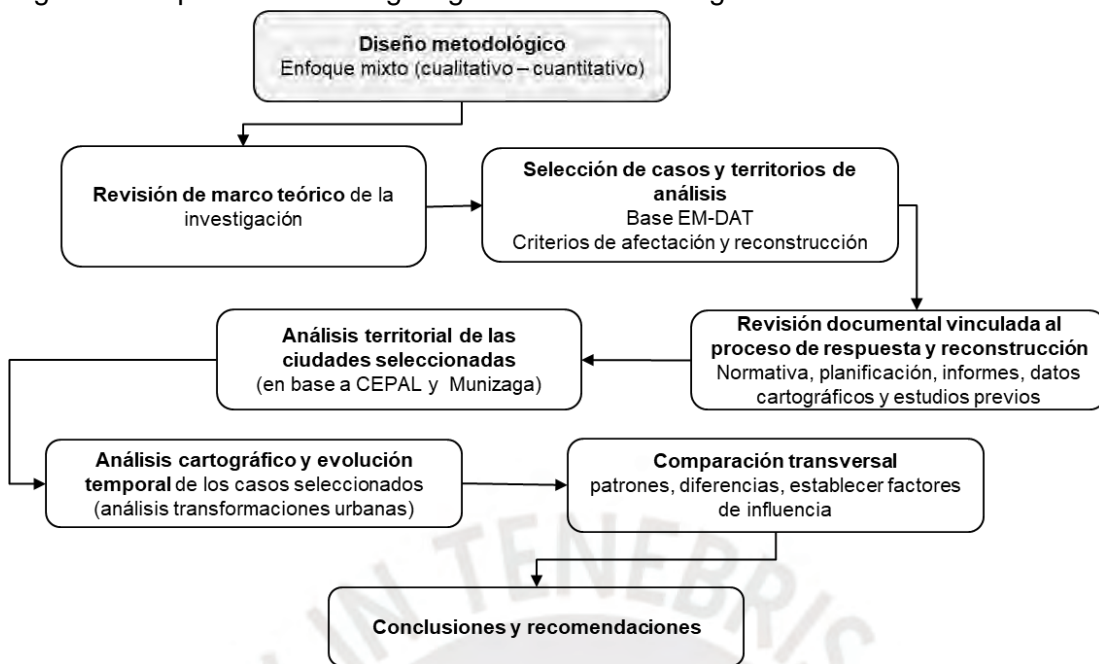 Diseño metodológico
Enfoque mixto (cualitativo – cuantitativo)
Revisión de marco teórico de la
investigación
Selección de casos y territorios de
análisis
Base EM-DAT
Criterios de afectación y reconstrucción
Análisis territorial de las
ciudades seleccionadas
(en base a CEPAL y Munizaga)
Revisión documental vinculada al
proceso de respuesta y reconstrucción
Normativa, planificación, informes, datos
cartográficos y estudios previos
Análisis cartográfico y evolución
temporal de los casos seleccionados
(análisis transformaciones urbanas)
Comparación transversal
patrones, diferencias, establecer factores
de influencia
IN TENEBRIS
Conclusiones y recomendaciones